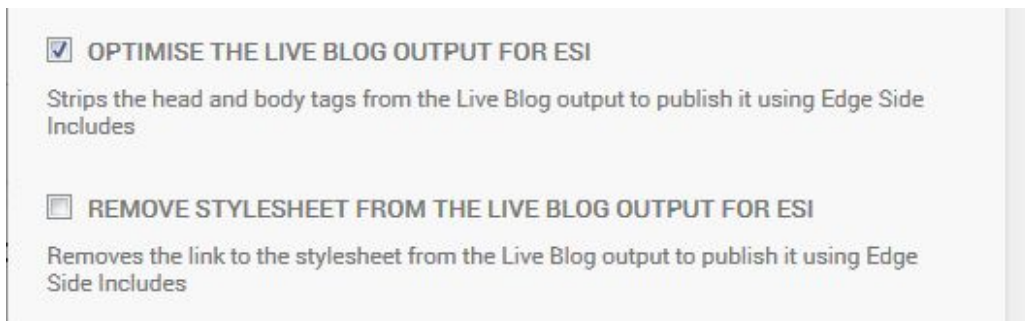 OPTIMISE THE LIVE BLOG OUTPUT FOR ESI
Strips the head and body tags from the Live Blog output to publish it using Edge Side
Includes
REMOVE STYLESHEET FROM THE LIVE BLOG OUTPUT FOR ESI
Removes the link to the stylesheet from the Live Blog output to publish it using Edge
Side Includes